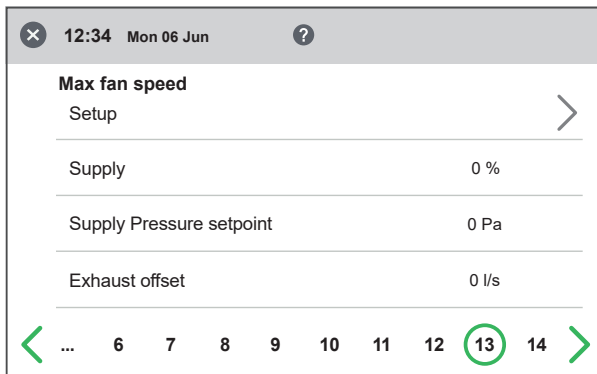 12:34 Mon 06 Jun ?
Max fan speed
Setup
Supply 0 %
Supply Pressure setpoint 0 Pa
Exhaust offset 0 l/s
... 6 7 8 9 10 11 12 13 14